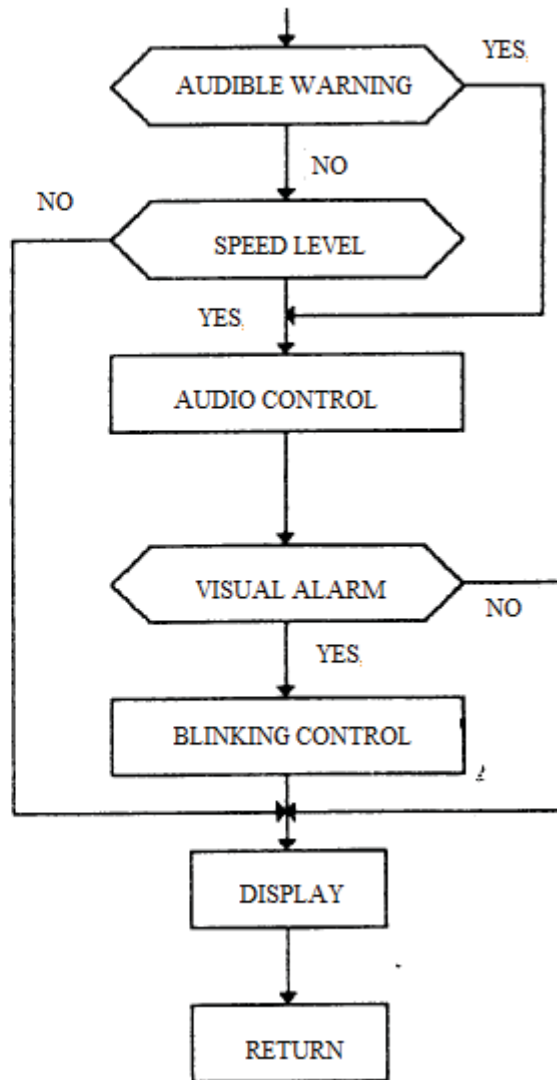 YES
AUDIBLE WARNING
NO
NO
SPEED LEVEL
YES
AUDIO CONTROL
VISUAL ALARM
NO
YES
BLINKING CONTROL
DISPLAY
RETURN